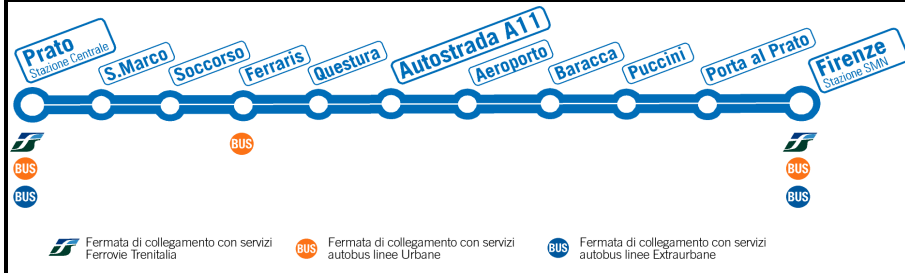 Prato
Stazione Centrale
S.Marco
Soccorso
Ferraris
Questura
Autostrada A11
Aeroporto
Baracca
Puccini
Porta al Prato
Firenze
Stazione SMN
BUS
BUS
BUS
BUS
BUS
Fermata di collegamento con servizi
Ferrovie Trenitalia
BUS
Fermata di collegamento con servizi
autobus linee Urbane
BUS
Fermata di collegamento con servizi
autobus linee Extraurbane